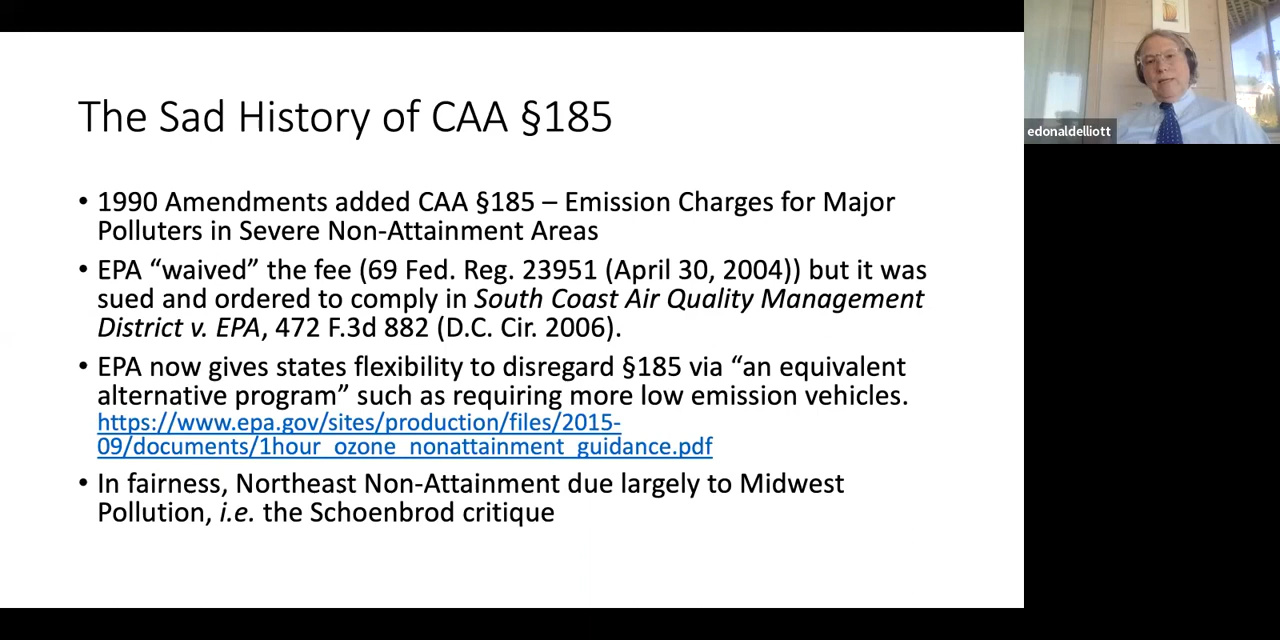 The Sad History of CAA §185
• 1990 Amendments added CAA §185 – Emission Charges for Major
Polluters in Severe Non-Attainment Areas
• EPA “waived” the fee (69 Fed. Reg. 23951 (April 30, 2004)) but it was
sued and ordered to comply in South Coast Air Quality Management
District v. EPA, 472 F.3d 882 (D.C. Cir. 2006).
• EPA now gives states flexibility to disregard §185 via “an equivalent
alternative program” such as requiring more low emission vehicles.
https://www.epa.gov/sites/production/files/2015-
09/documents/1hour_ozone_nonattainment_guidance.pdf
• In fairness, Northeast Non-Attainment due largely to Midwest
Pollution, i.e. the Schoenbrod critique
edonaldelliott